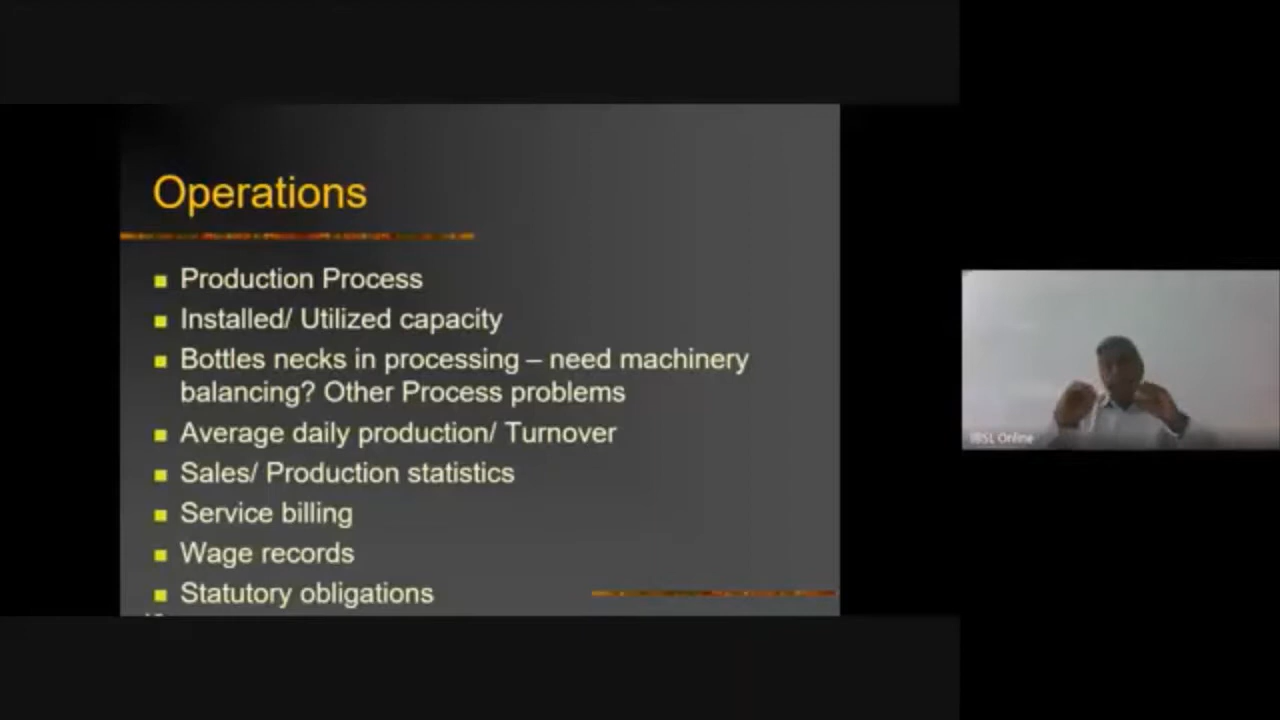 Operations
Production Process
Installed/ Utilized capacity
Bottles necks in processing – need machinery
balancing? Other Process problems
Average daily production/ Turnover
Sales/ Production statistics
Service billing
Wage records
Statutory obligations
IBSL Online